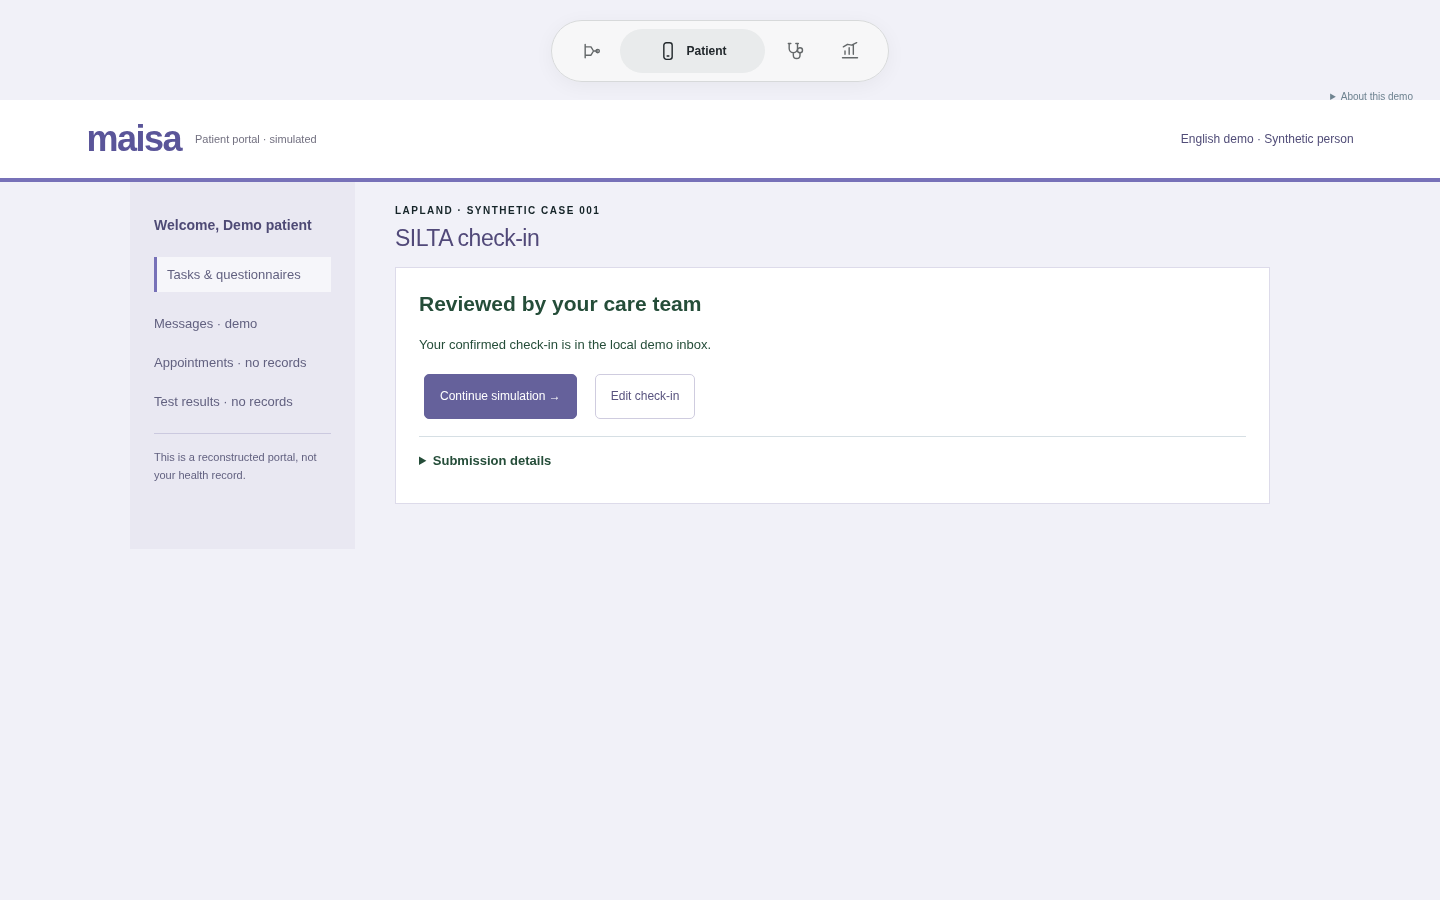 Patient
About this demo
maisa
Patient portal · simulated
English demo · Synthetic person
Welcome, Demo patient
Tasks & questionnaires
Messages · demo
Appointments · no records
Test results · no records
This is a reconstructed portal, not
your health record.
LAPLAND · SYNTHETIC CASE 001
SILTA check-in
Reviewed by your care team
Your confirmed check-in is in the local demo inbox.
Continue simulation →
Edit check-in
Submission details